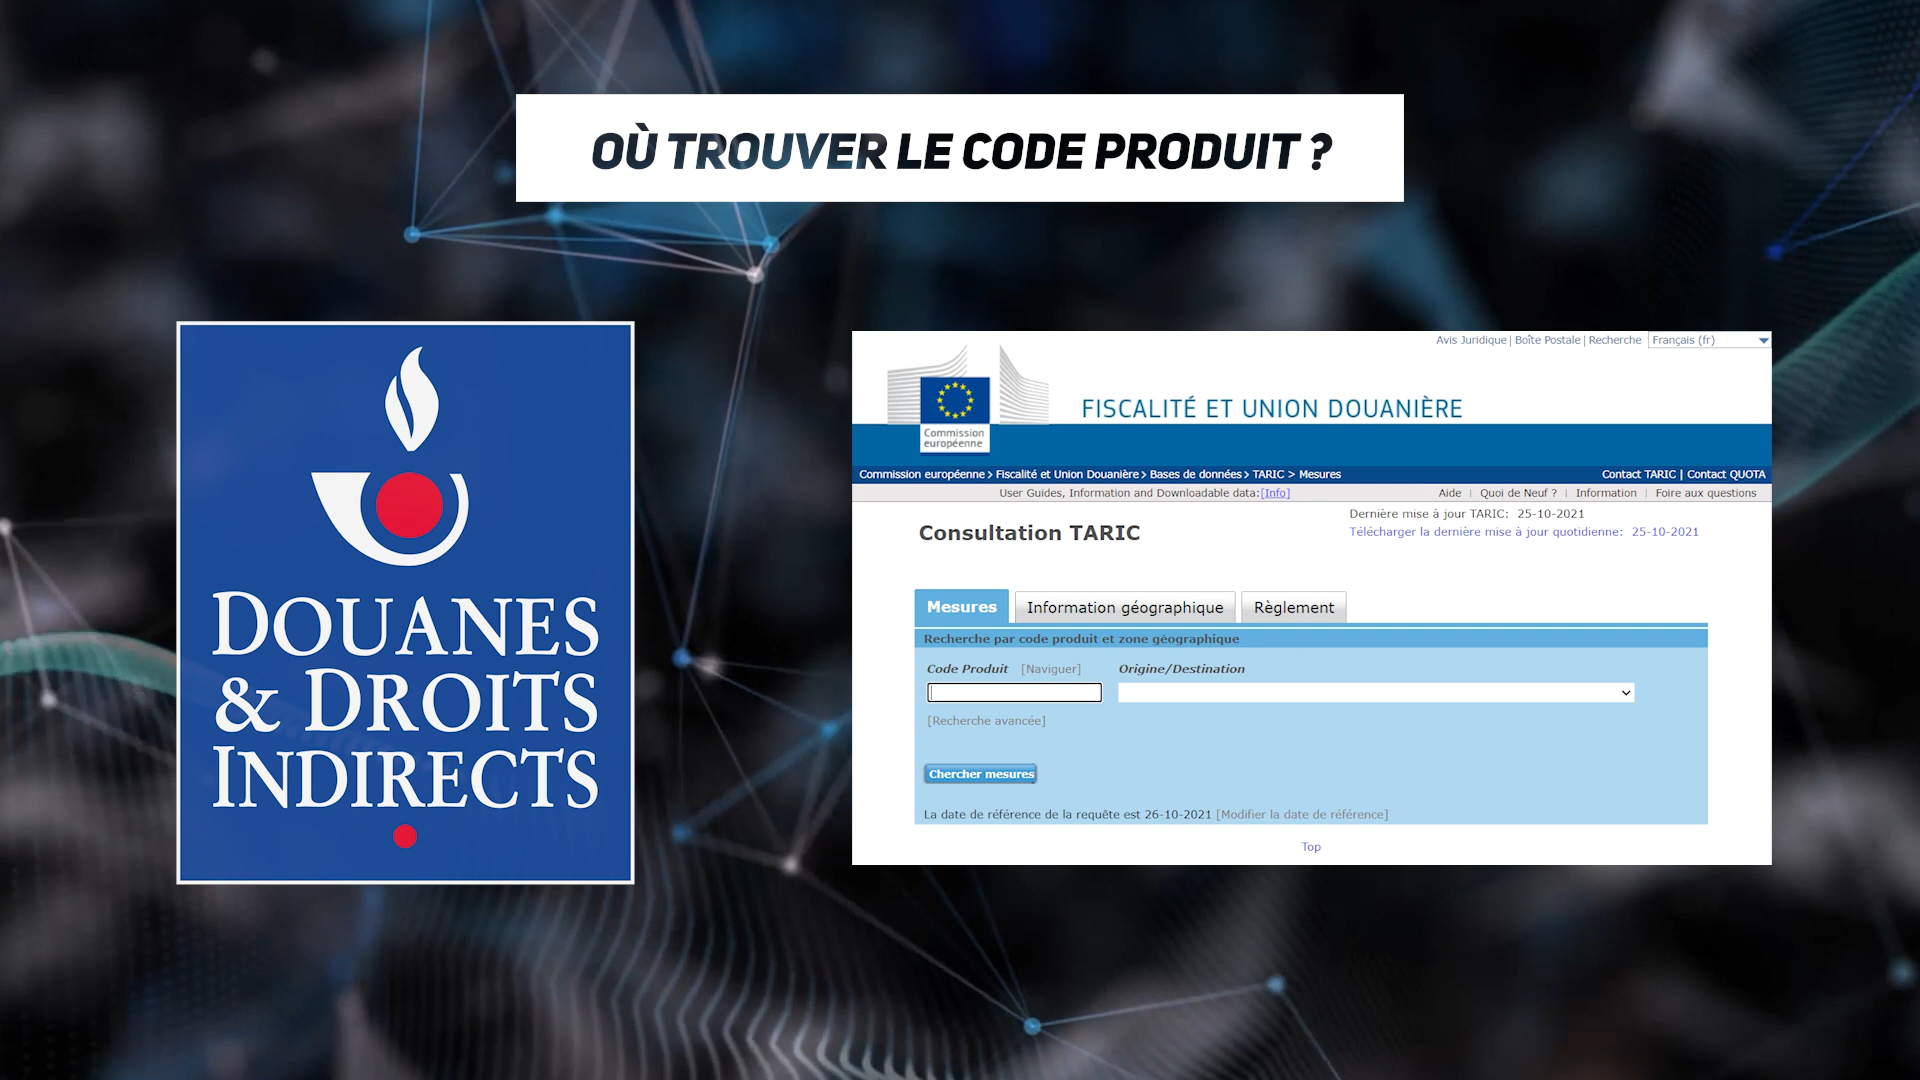 OÙ TROUVER LE CODE PRODUIT ?
DOUANES
& DROITS
INDIRECTS
Avis Juridique | Boîte Postale | Recherche Français (fr)
FISCALITÉ ET UNION DOUANIÈRE
Commission
européenne
Commission européenne > Fiscalité et Union Douanière > Bases de données > TARIC > Mesures Contact TARIC | Contact QUOTA
User Guides, Information and Downloadable data:[Info] Aide | Quoi de Neuf ? | Information | Foire aux questions
Dernière mise à jour TARIC: 25-10-2021
Consultation TARIC
Télécharger la dernière mise à jour quotidienne: 25-10-2021
Mesures Information géographique Règlement
Recherche par code produit et zone géographique
Code Produit [Naviguer] Origine/Destination
[Recherche avancée]
Chercher mesures
La date de référence de la requête est 26-10-2021 [Modifier la date de référence]
Top